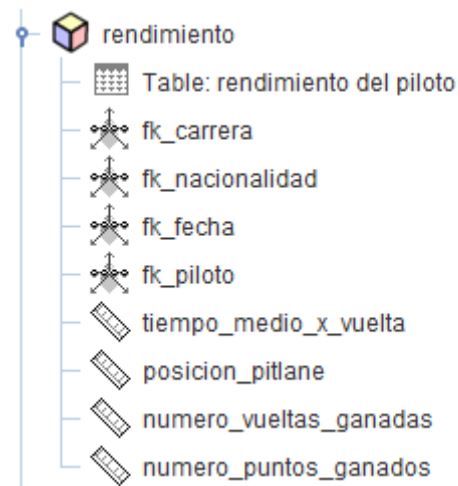 rendimiento
Table: rendimiento del piloto
fk_carrera
fk_nacionalidad
fk_fecha
fk_piloto
tiempo_medio_x_vuelta
posicion_pitlane
numero_vueltas_ganadas
numero_puntos_ganados